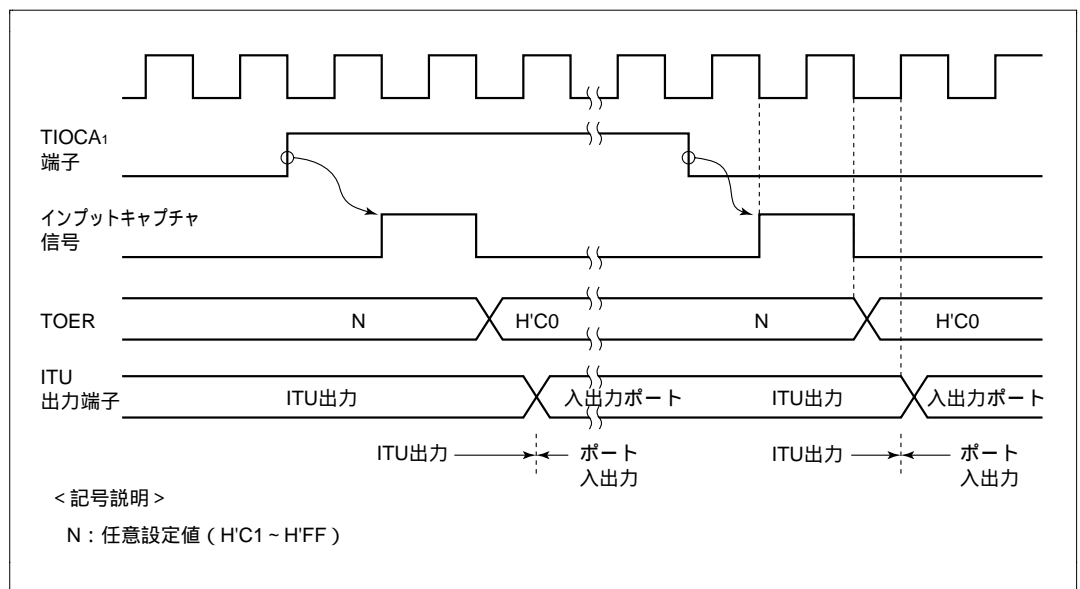 TIOCA1
端子
インプットキャプチャ
信号
TOER
N
H'C0
N
H'C0
ITU
出力端子
ITU出力
入出力ポート
ITU出力
入出力ポート
ITU出力
ポート
入出力
ITU出力
ポート
入出力
<記号説明>
N:任意設定値(H'C1~H'FF)